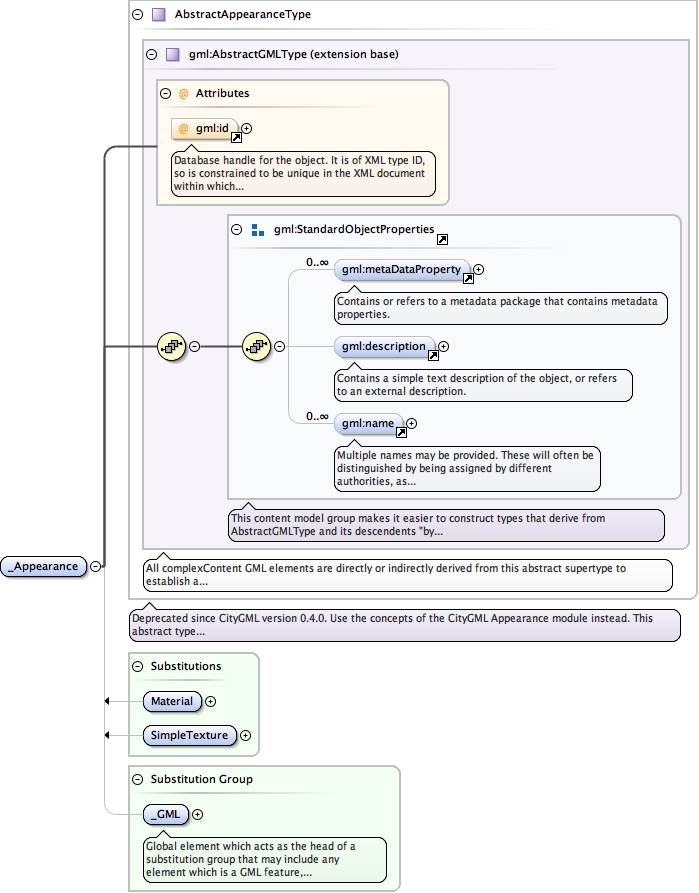 AbstractAppearanceType
gml:AbstractGMLType (extension base)
@ Attributes
@ gml:id
Database handle for the object. It is of XML type ID,
so is constrained to be unique in the XML document
within which...
gml:StandardObjectProperties
0..∞
gml:metaDataProperty
Contains or refers to a metadata package that contains metadata
properties.
gml:description
Contains a simple text description of the object, or refers
to an external description.
0..∞
gml:name
Multiple names may be provided. These will often be
distinguished by being assigned by different
authorities, as...
This content model group makes it easier to construct types that derive from
AbstractGMLType and its descendents "by...
_Appearance
All complexContent GML elements are directly or indirectly derived from this abstract supertype to
establish a...
Deprecated since CityGML version 0.4.0. Use the concepts of the CityGML Appearance module instead. This
abstract type...
Substitutions
Material
SimpleTexture
Substitution Group
_GML
Global element which acts as the head of a
substitution group that may include any
element which is a GML feature,...